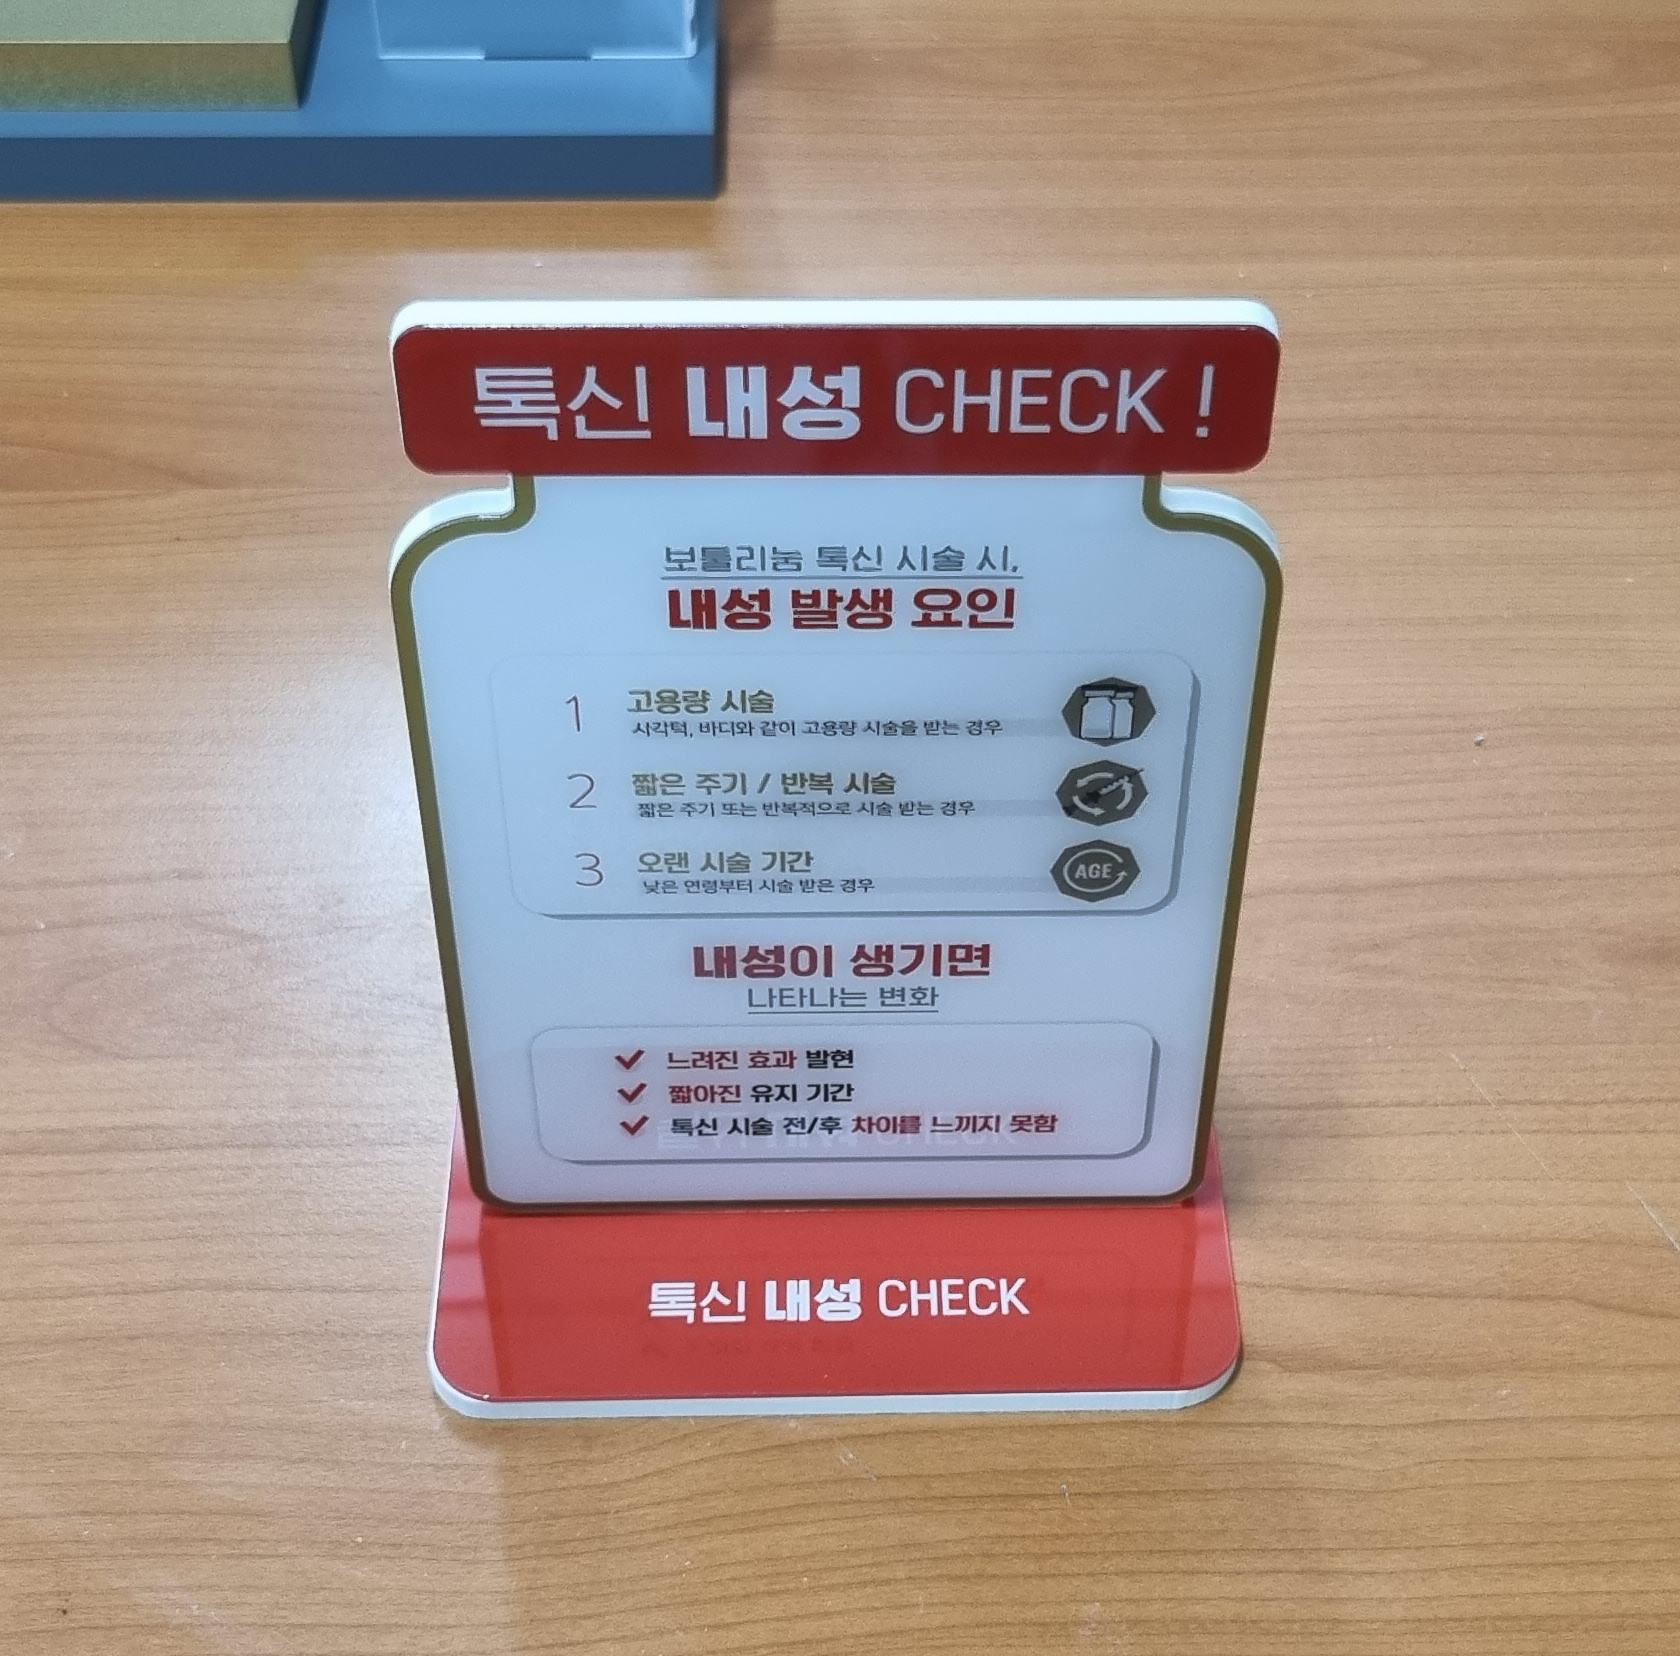 톡신 내성 CHECK !
보툴리눔 톡신 시술 시,
내성 발생 요인
1 고용량 시술
사각턱, 바디와 같이 고용량 시술을 받는 경우
2 짧은 주기 / 반복 시술
짧은 주기 또는 반복적으로 시술 받는 경우
3 오랜 시술 기간
낮은 연령부터 시술 받은 경우
AGE
내성이 생기면
나타나는 변화
느려진 효과 발현
짧아진 유지 기간
톡신 시술 전/후 차이를 느끼지 못함
톡신 내성 CHECK